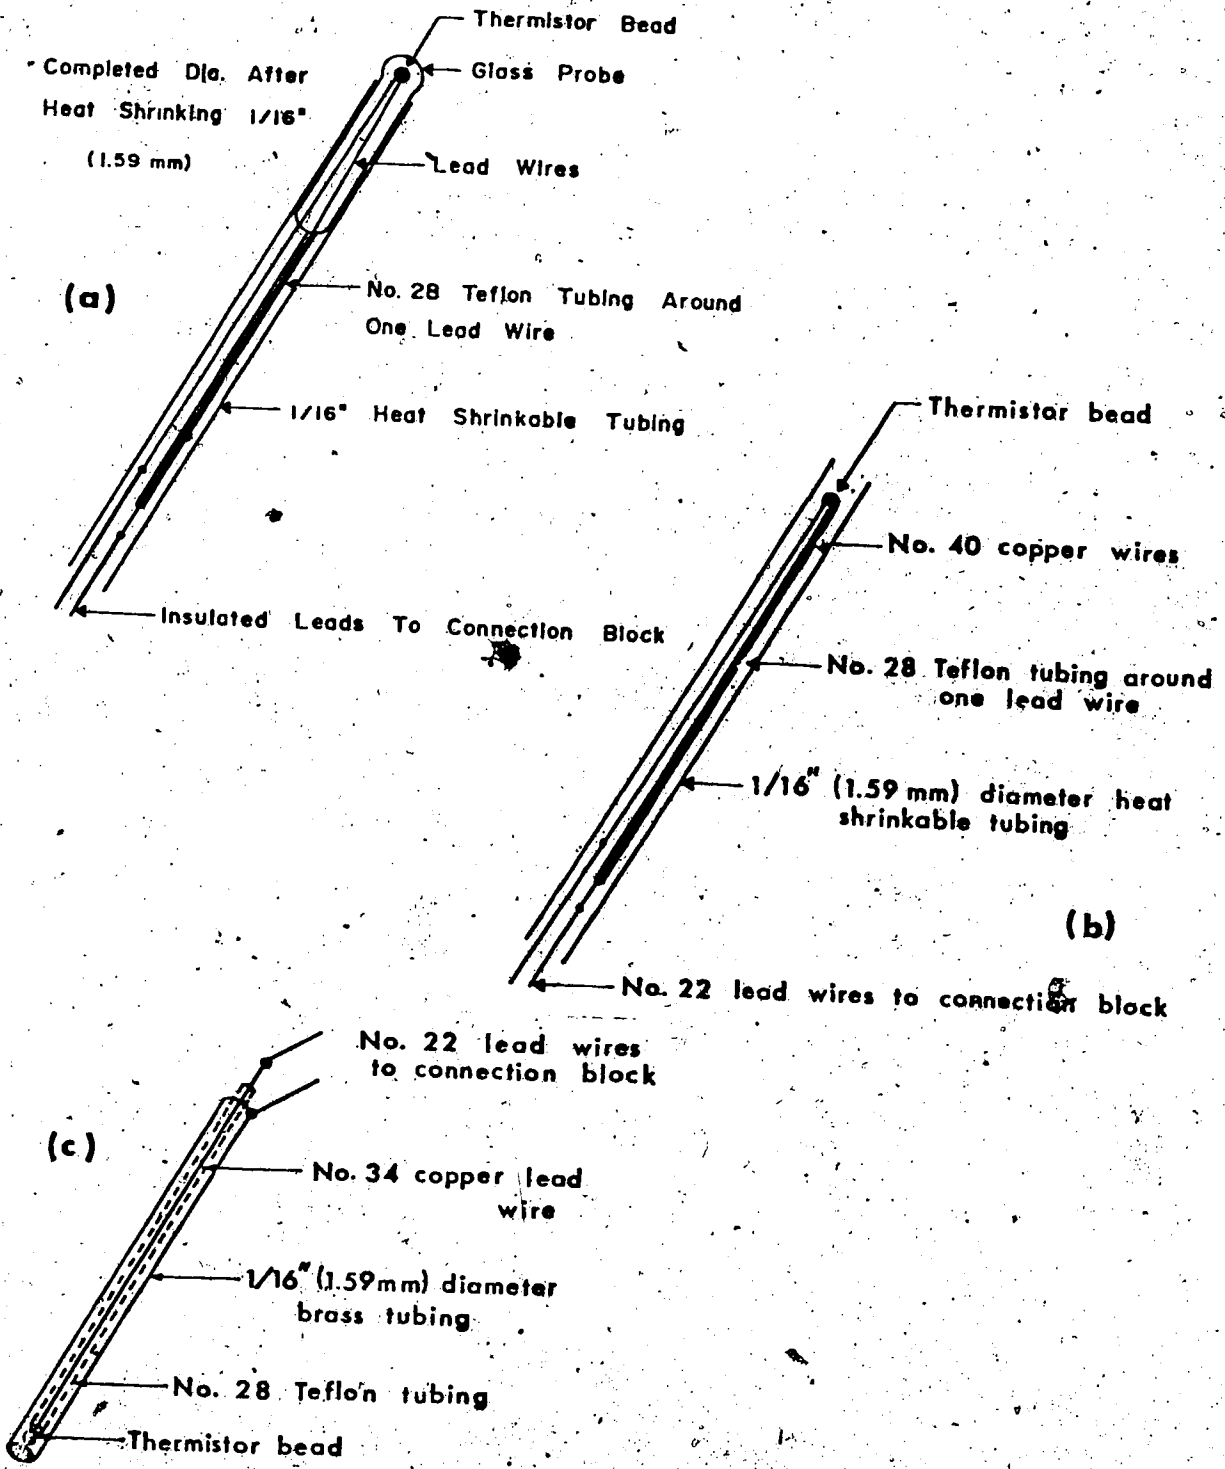 Thermistor Bead
Completed Dia. After
Heat Shrinking 1/16"
(1.59 mm)
Glass Probe
Lead Wires
(a)
No. 28 Teflon Tubing Around
One Lead Wire
1/16" Heat Shrinkable Tubing
Insulated Leads To Connection Block
Thermistor bead
No. 40 copper wires
No. 28 Teflon tubing around
one lead wire
1/16" (1.59 mm) diameter heat
shrinkable tubing
(b)
No. 22 lead wires to connection block
No. 22 lead wires
to connection block
(c)
No. 34 copper lead
wire
1/16" (1.59mm) diameter
brass tubing
No. 28 Teflon tubing
Thermistor bead